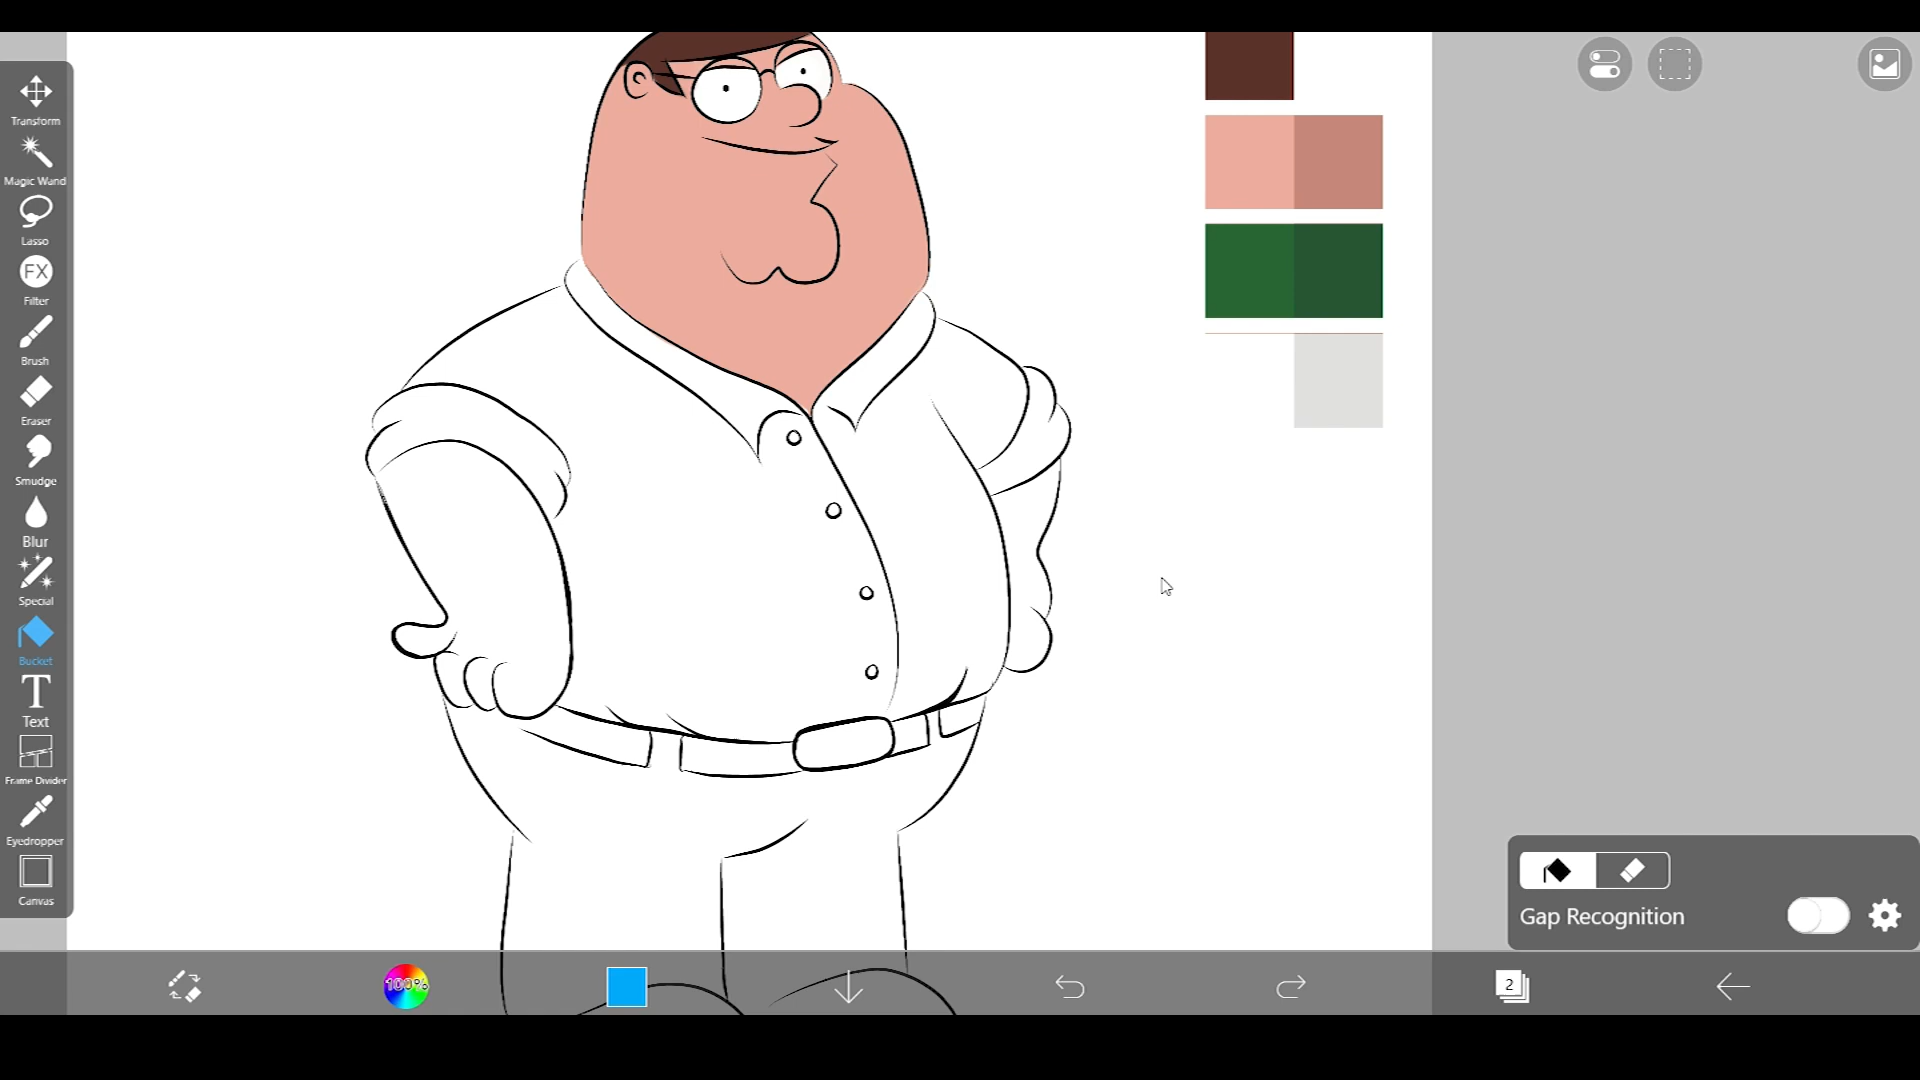 Transform
Magic Wand
Lasso
FX
Filter
Brush
Eraser
Smudge
Blur
Special
Bucket
T
Text
Frame Divider
Eyedropper
Canvas
Gap Recognition
100%
2